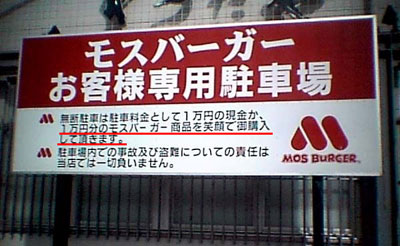 モスバーガー
お客様専用駐車場
無断駐車は駐車料金として1万円の現金か、
1万円分のモスバーガー商品を笑顔で御購入
して頂きます。
駐車場内での事故及び盗難についての責任は
当店では一切負いません。
MOS BURGER